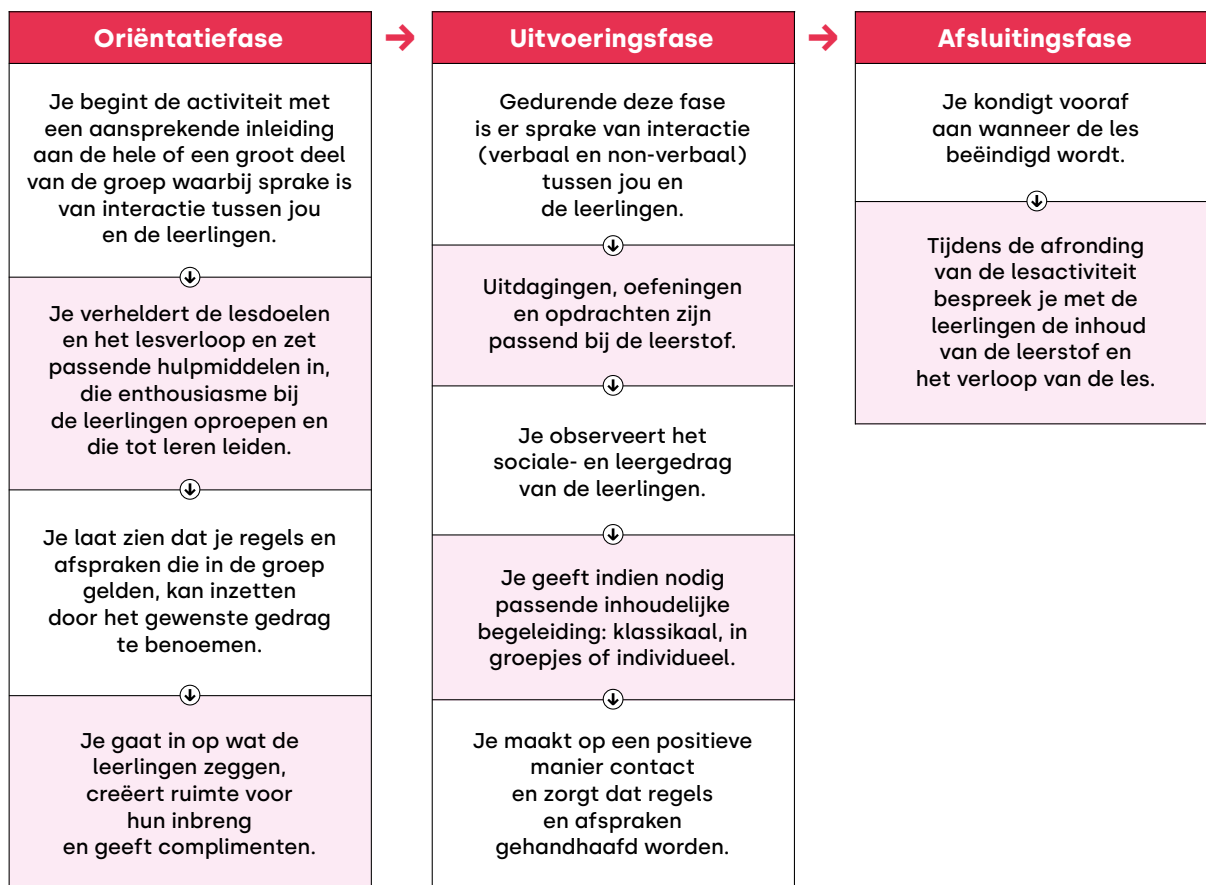 Oriëntatiefase
Je begint de activiteit met
een aansprekende inleiding
aan de hele of een groot deel
van de groep waarbij sprake is
van interactie tussen jou
en de leerlingen.
Je verheldert de lesdoelen
en het lesverloop en zet
passende hulpmiddelen in,
die enthousiasme bij
de leerlingen oproepen en
die tot leren leiden.
Je laat zien dat je regels en
afspraken die in de groep
gelden, kan inzetten
door het gewenste gedrag
te benoemen.
Je gaat in op wat de
leerlingen zeggen,
creëert ruimte voor
hun inbreng
en geeft complimenten.
Uitvoeringsfase
Gedurende deze fase
is er sprake van interactie
(verbaal en non-verbaal)
tussen jou en
de leerlingen.
Uitdagingen, oefeningen
en opdrachten zijn
passend bij de leerstof.
Je observeert het
sociale- en leergedrag
van de leerlingen.
Je geeft indien nodig
passende inhoudelijke
begeleiding: klassikaal, in
groepjes of individueel.
Je maakt op een positieve
manier contact
en zorgt dat regels
en afspraken
gehandhaafd worden.
Afsluitingsfase
Je kondigt vooraf
aan wanneer de les
beëindigd wordt.
Tijdens de afronding
van de lesactiviteit
bespreek je met de
leerlingen de inhoud
van de leerstof en
het verloop van de les.